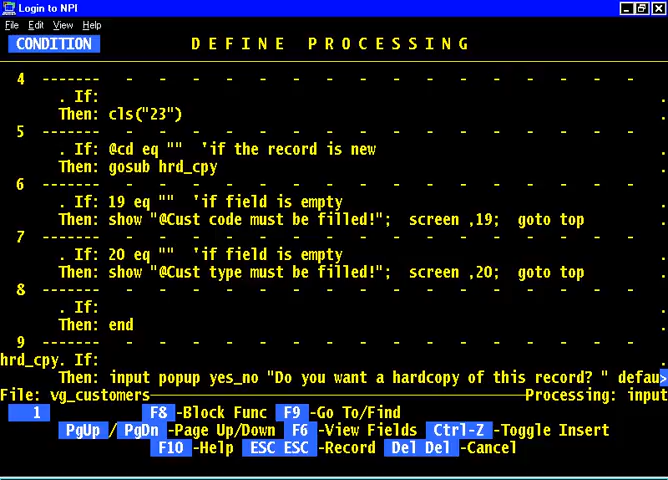 Login to NPI
File Edit View Help
CONDITION DEFINE PROCESSING
4 ------- - - - - - - - - - - - - - - - -
. If: .
Then: cls("23")
5 ------- - - - - - - - - - - - - - - - -
. If: @cd eq "" 'if the record is new .
Then: gosub hrd_cpy
6 ------- - - - - - - - - - - - - - - - -
. If: 19 eq "" 'if field is empty .
Then: show "@Cust code must be filled!"; screen ,19; goto top
7 ------- - - - - - - - - - - - - - - - -
. If: 20 eq "" 'if field is empty .
Then: show "@Cust type must be filled!"; screen ,20; goto top
8 ------- - - - - - - - - - - - - - - - -
. If: .
Then: end
9 ------- - - - - - - - - - - - - - - - -
hrd_cpy. If: .
Then: input popup yes_no "Do you want a hardcopy of this record? " defau>
File: vg_customers Processing: input
1 F8-Block Func F9-Go To/Find
PgUp/PgDn-Page Up/Down F6-View Fields Ctrl-Z-Toggle Insert
F10-Help ESC ESC-Record Del Del-Cancel